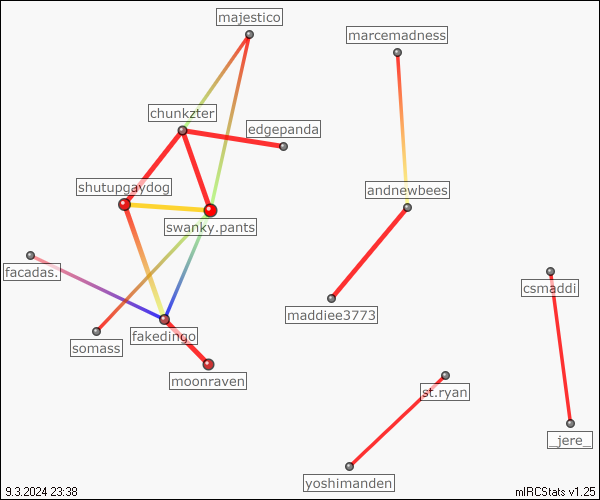 majestico
marcemadness
chunkzter
edgepanda
shutupgaydog
andnewbees
swanky.pants
facadas.
csmaddi
maddiee3773
fakedingo
somass
moonraven
st.ryan
_jere_
yoshimanden
9.3.2024 23:38
mIRCStats v1.25